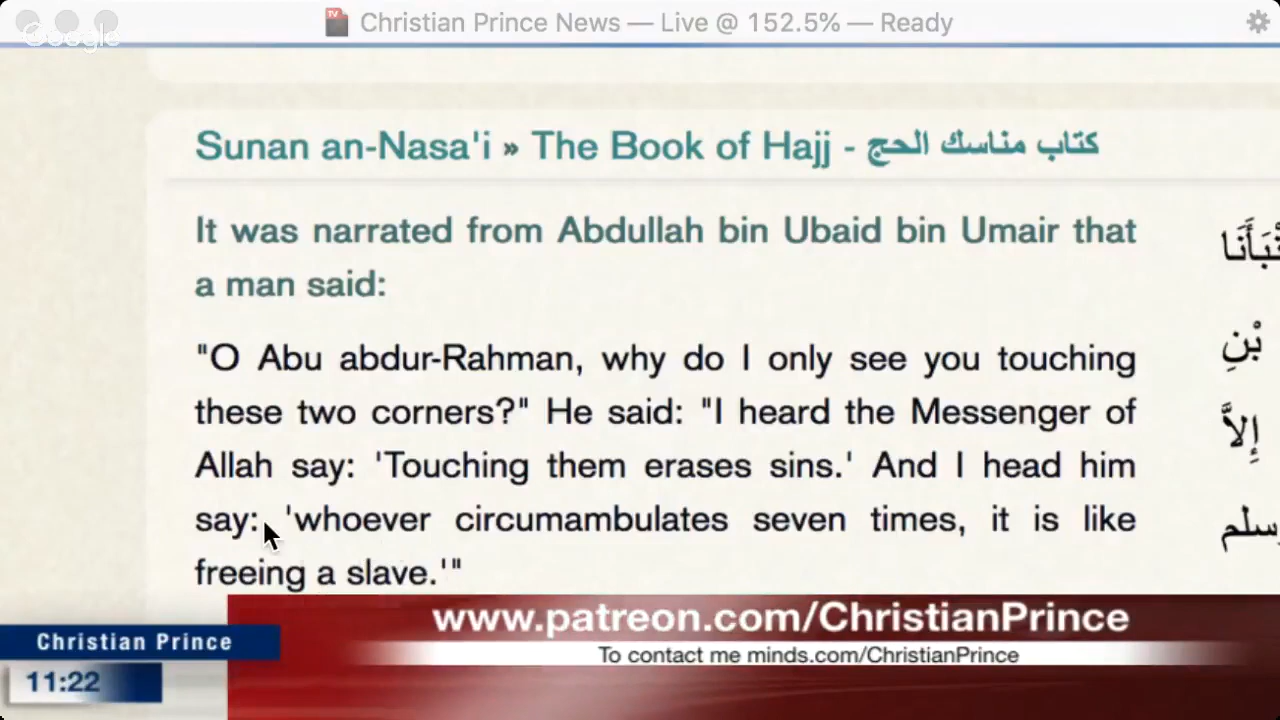 Christian Prince News — Live @ 152.5% — Ready
Google
Sunan an-Nasa'i » The Book of Hajj - كتاب مناسك الحج
It was narrated from Abdullah bin Ubaid bin Umair that
a man said:
"O Abu abdur-Rahman, why do I only see you touching
these two corners?" He said: "I heard the Messenger of
Allah say: 'Touching them erases sins.' And I head him
say: 'whoever circumambulates seven times, it is like
freeing a slave.'"
بْنِ
إِلاَّ
www.patreon.com/ChristianPrince
Christian Prince
To contact me minds.com/ChristianPrince
11:22